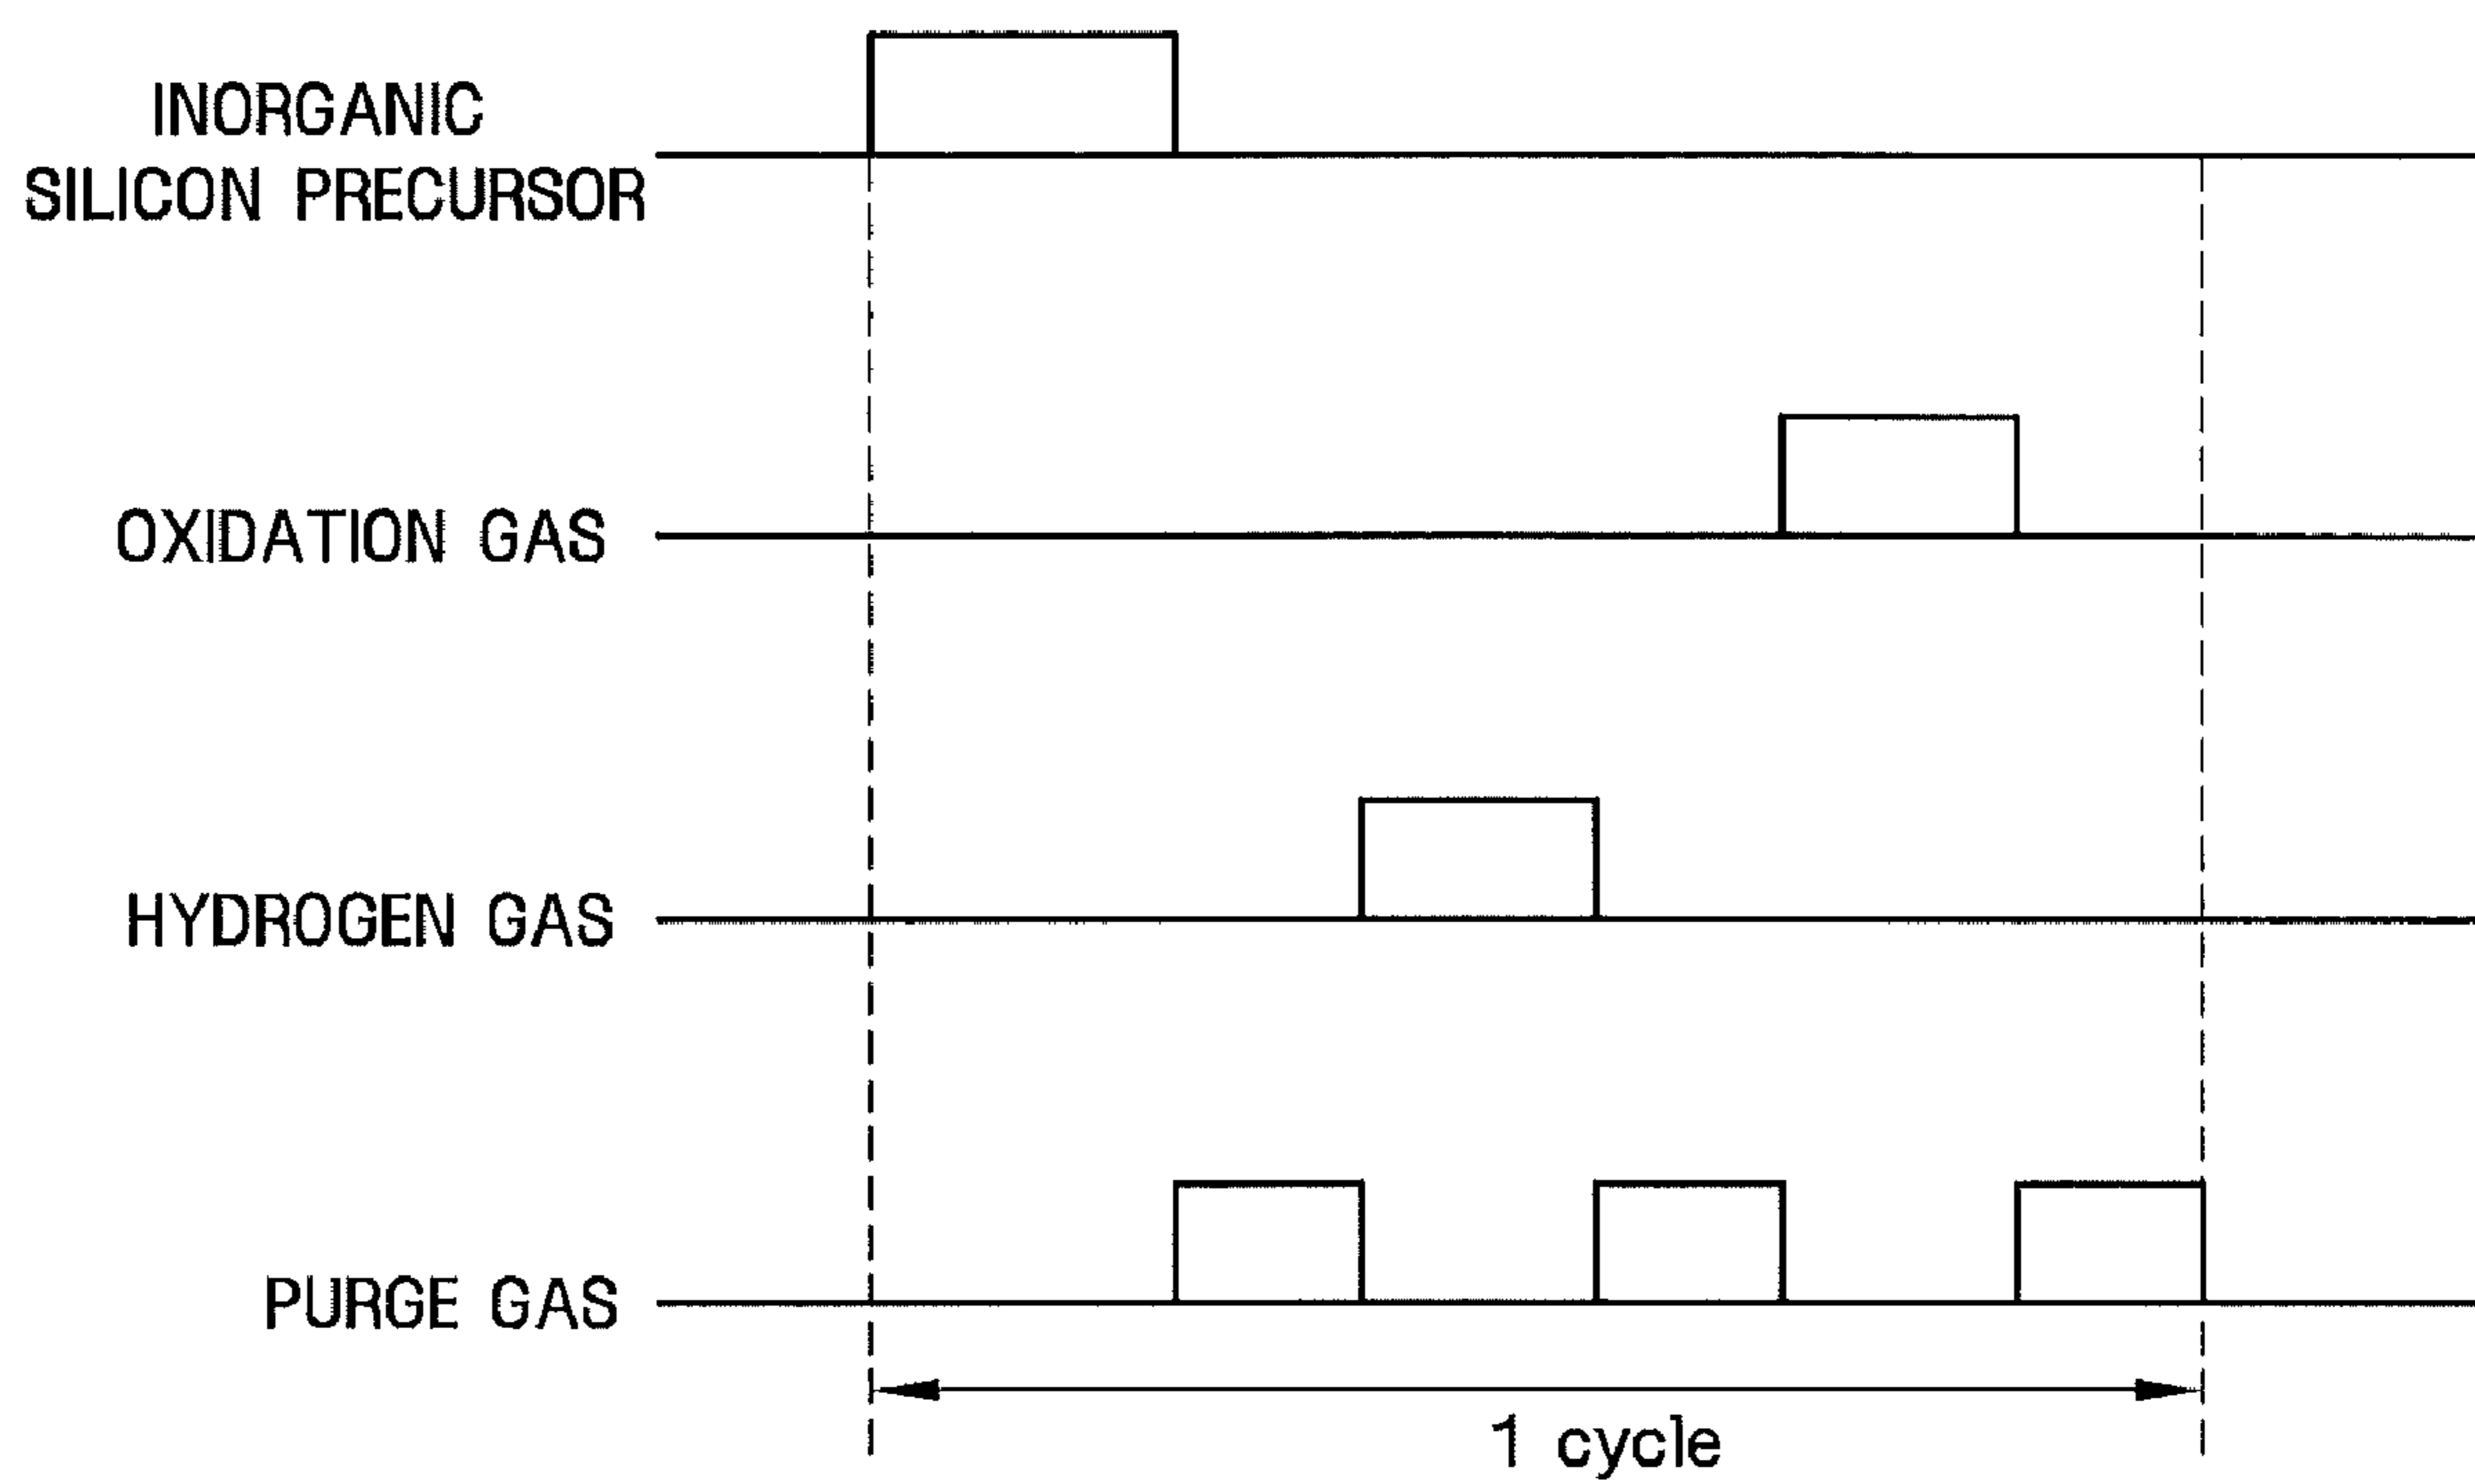 INORGANIC
SILICON PRECURSOR
OXIDATION GAS
HYDROGEN GAS
PURGE GAS
1 cycle